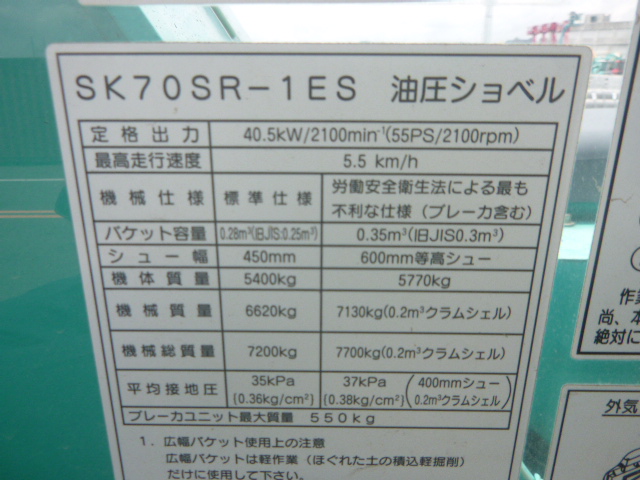 SK70SR-1ES 油圧ショベル
定格出力 40.5kW/2100min⁻¹(55PS/2100rpm)
最高走行速度 5.5 km/h
機械仕様 標準仕様 労働安全衛生法による最も
不利な仕様(ブレーカ含む)
バケット容量 0.28m³(旧JIS:0.25m³) 0.35m³(旧JIS0.3m³)
シュー幅 450mm 600mm等高シュー
機体質量 5400kg 5770kg
機械質量 6620kg 7130kg(0.2m³クラムシェル)
機械総質量 7200kg 7700kg(0.2m³クラムシェル)
平均接地圧 35kPa 37kPa (400mmシュー
{0.36kg/cm²} {0.38kg/cm²} 0.2m³クラムシェル)
ブレーカユニット最大質量 550kg
1. 広幅バケット使用上の注意
広幅バケットは軽作業(ほぐれた土の積込軽掘削)
だけに使用して下さい。
作業
尚、本
絶対に
外気